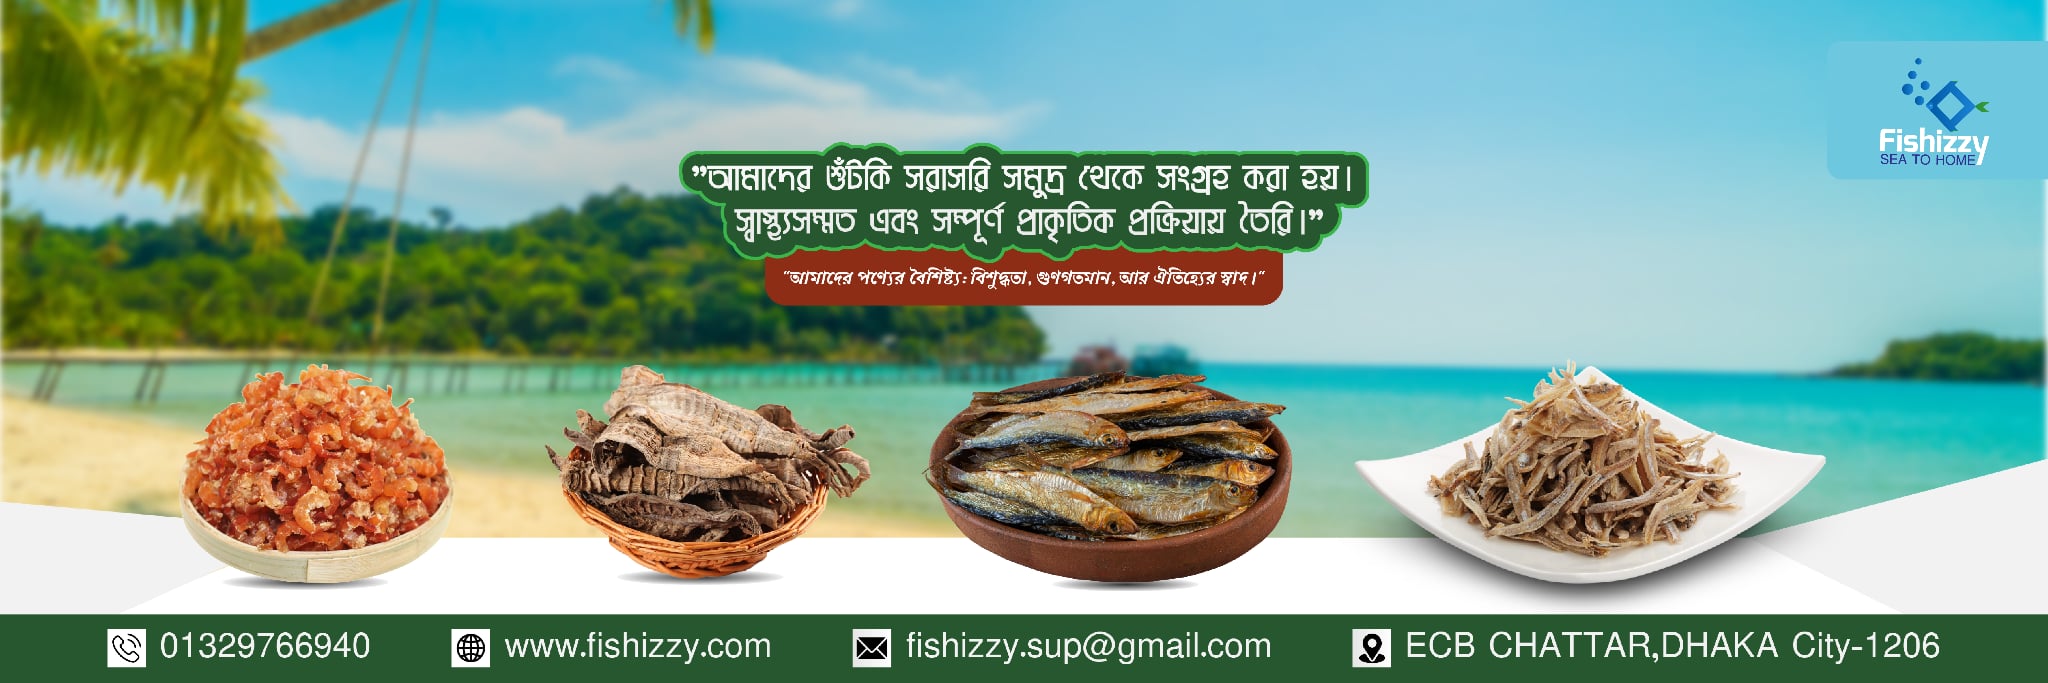 ”আমাদের শুঁটকি সরাসরি সমুদ্র থেকে সংগ্রহ করা হয়।
স্বাস্থ্যসম্মত এবং সম্পূর্ণ প্রাকৃতিক প্রক্রিয়ায় তৈরি।”
“আমাদের পণ্যের বৈশিষ্ট্য: বিশুদ্ধতা, গুণগতমান, আর ঐতিহ্যের স্বাদ।“
Fishizzy
SEA TO HOME
01329766940
www.fishizzy.com
fishizzy.sup@gmail.com
ECB CHATTAR,DHAKA City-1206